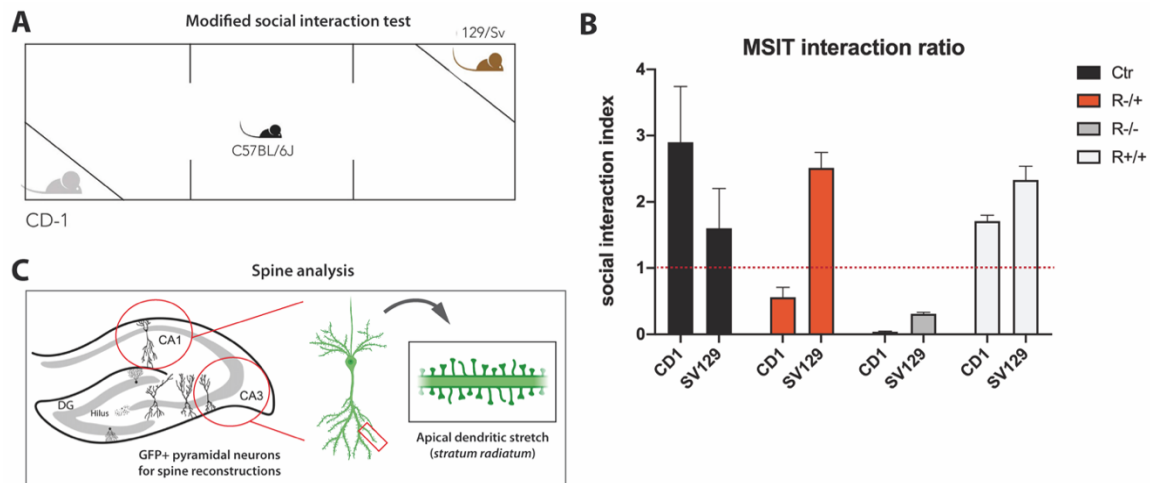 A
Modified social interaction test
129/Sv
C57BL/6J
CD-1
B
MSIT interaction ratio
social interaction index
4
3
2
1
0
CD1
SV129
CD1
SV129
CD1
SV129
CD1
SV129
Ctr
R-/+
R-/-
R+/+
C
Spine analysis
CA1
CA3
DG
Hilus
GFP+ pyramidal neurons
for spine reconstructions
Apical dendritic stretch
(stratum radiatum)